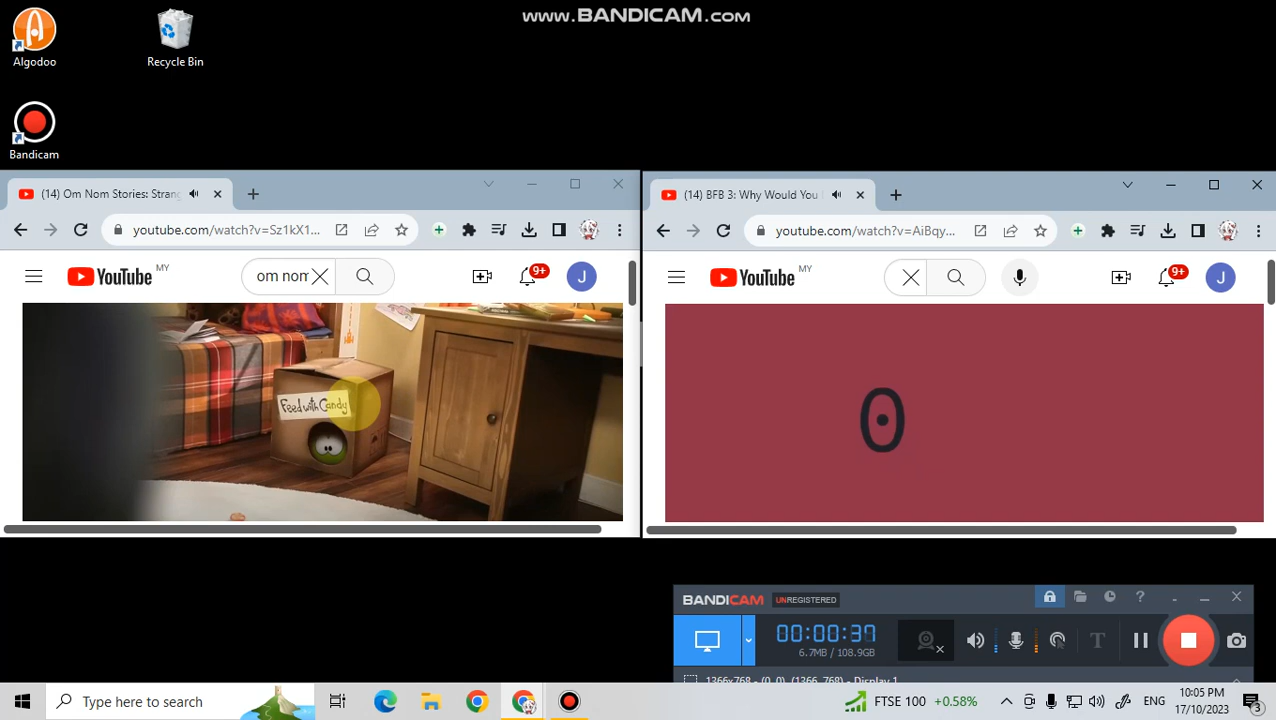 www.BANDICAM.com
Algodoo
Recycle Bin
Bandicam
(14) Om Nom Stories: Strang
youtube.com/watch?v=Sz1kX1...
YouTube MY
om nom
9+
J
Feed with Candy
(14) BFB 3: Why Would You
youtube.com/watch?v=AiBqy...
YouTube MY
9+
J
0
BANDICAM UNREGISTERED
00:00:37
6.7MB / 108.9GB
T
1366x768 - (0, 0), (1366, 768) - Display 1
Type here to search
FTSE 100 +0.58%
ENG
10:05 PM
17/10/2023
3